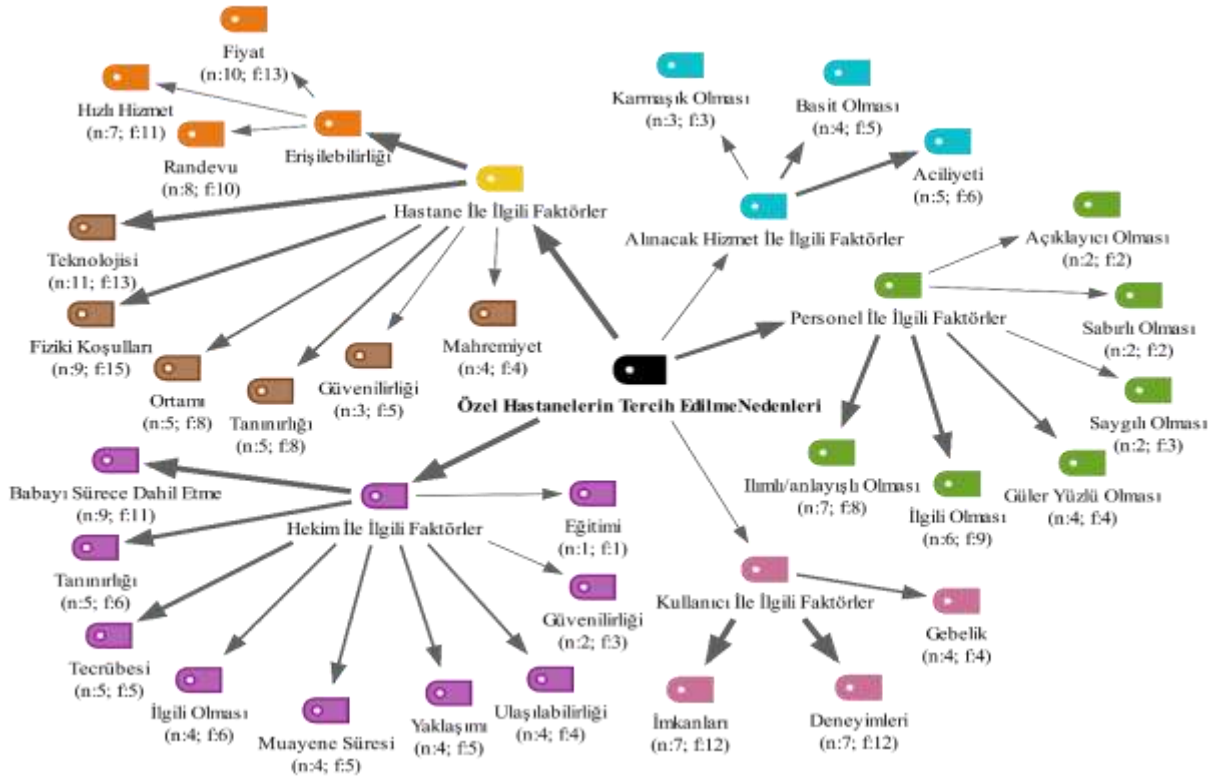 Fiyat
(n:10; f:13)
Hızlı Hizmet
(n:7; f:11)
Randevu
(n:8; f:10)
Erişilebilirliği
Hastane İle İlgili Faktörler
Teknolojisi
(n:11; f:13)
Fiziki Koşulları
(n:9; f:15)
Ortamı
(n:5; f:8)
Tanınırlığı
(n:5; f:8)
Güvenilirliği
(n:3; f:5)
Mahremiyet
(n:4; f:4)
Karmaşık Olması
(n:3; f:3)
Basit Olması
(n:4; f:5)
Aciliyeti
(n:5; f:6)
Alınacak Hizmet İle İlgili Faktörler
Açıklayıcı Olması
(n:2; f:2)
Personel İle İlgili Faktörler
Sabırlı Olması
(n:2; f:2)
Saygılı Olması
(n:2; f:3)
Güler Yüzlü Olması
(n:4; f:4)
İlgili Olması
(n:6; f:9)
Ilımlı/anlayışlı Olması
(n:7; f:8)
Özel Hastanelerin Tercih EdilmeNedenleri
Babayı Sürece Dahil Etme
(n:9; f:11)
Hekim İle İlgili Faktörler
Tanınırlığı
(n:5; f:6)
Tecrübesi
(n:5; f:5)
İlgili Olması
(n:4; f:6)
Muayene Süresi
(n:4; f:5)
Yaklaşımı
(n:4; f:5)
Ulaşılabilirliği
(n:4; f:4)
Güvenilirliği
(n:2; f:3)
Eğitimi
(n:1; f:1)
Kullanıcı İle İlgili Faktörler
Gebelik
(n:4; f:4)
İmkanları
(n:7; f:12)
Deneyimleri
(n:7; f:12)